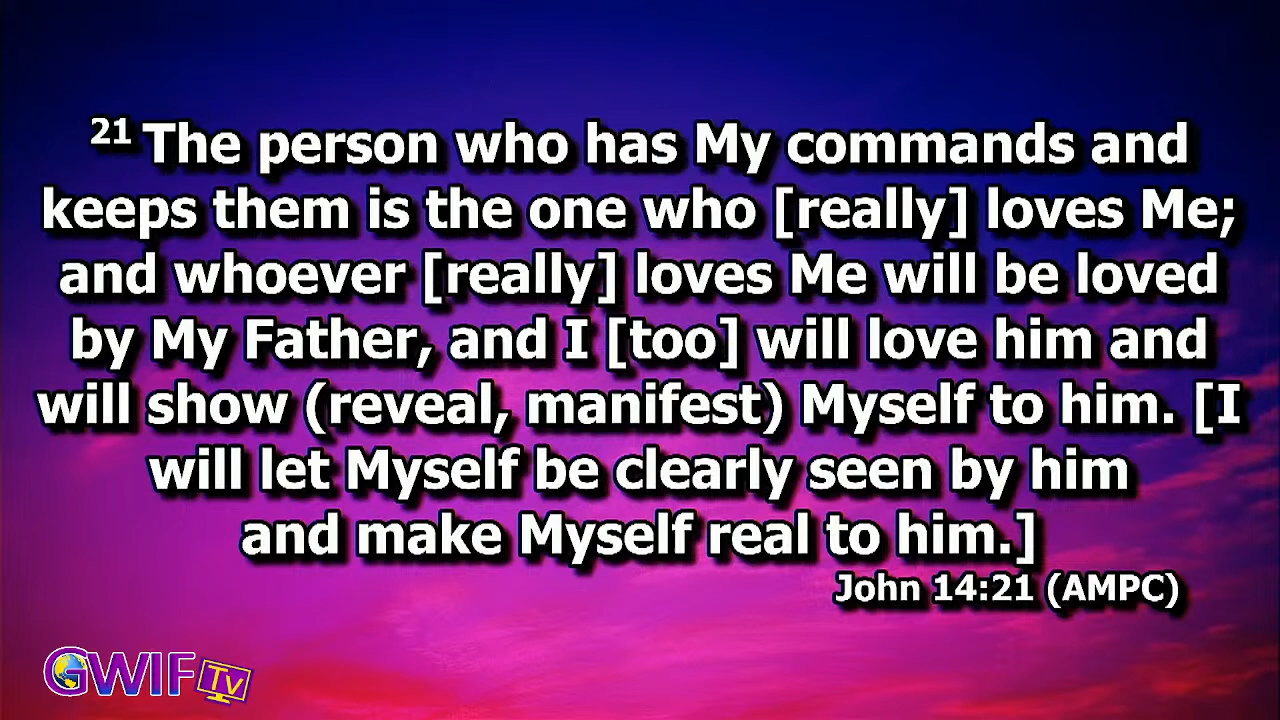 21 The person who has My commands and
keeps them is the one who [really] loves Me;
and whoever [really] loves Me will be loved
by My Father, and I [too] will love him and
will show (reveal, manifest) Myself to him. [I
will let Myself be clearly seen by him
and make Myself real to him.]
John 14:21 (AMPC)
GWIF TV